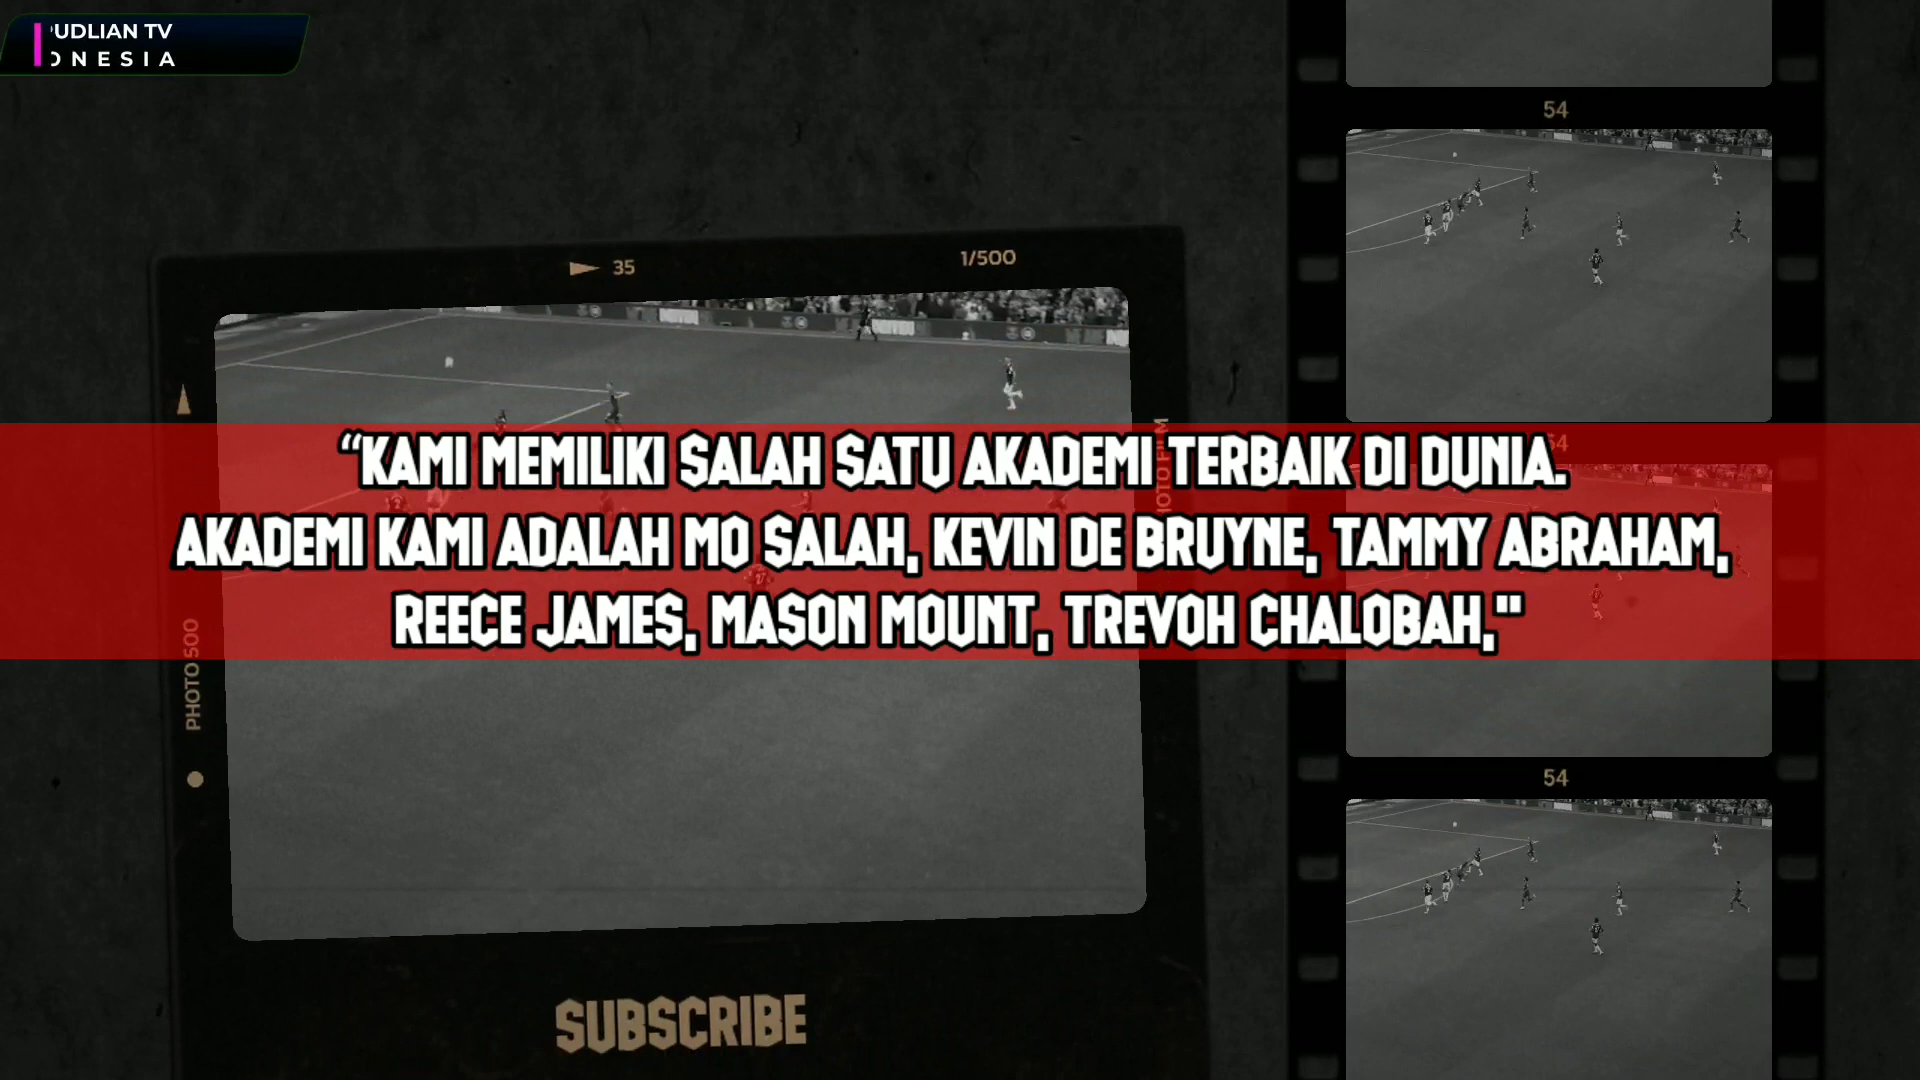 UDLIAN TV
ONESIA
54
35
1/500
“KAMI MEMILIKI SALAH SATU AKADEMI TERBAIK DI DUNIA.
AKADEMI KAMI ADALAH MO SALAH, KEVIN DE BRUYNE, TAMMY ABRAHAM,
REECE JAMES, MASON MOUNT, TREVOH CHALOBAH,"
PHOTO 500
54
SUBSCRIBE